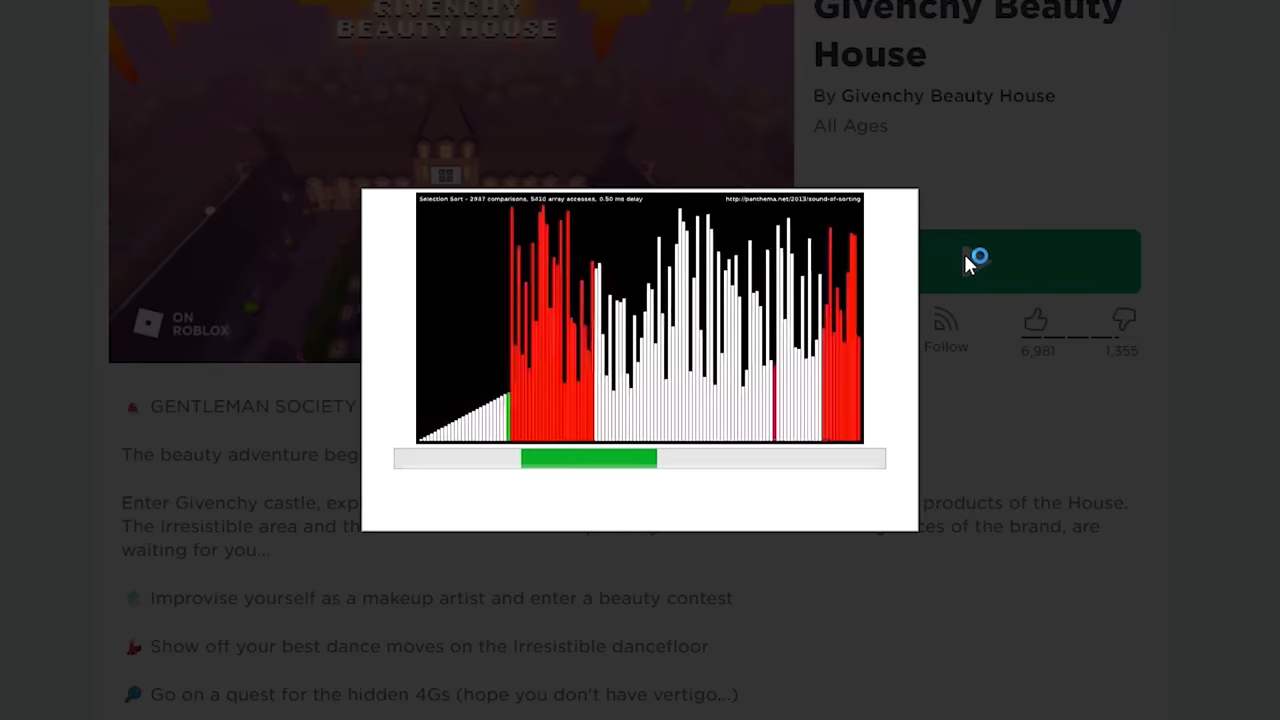 GIVENCHY
BEAUTY HOUSE
Givenchy Beauty
House
By Givenchy Beauty House
All Ages
Selection Sort - 2947 comparisons, 5410 array accesses, 0.50 ms delay
http://panthema.net/2013/sound-of-sorting
ON
ROBLOX
Follow
6,981
1,355
GENTLEMAN SOCIETY
The beauty adventure beg
Enter Givenchy castle, exp products of the House.
The Irresistible area and th ces of the brand, are
waiting for you...
Improvise yourself as a makeup artist and enter a beauty contest
Show off your best dance moves on the Irresistible dancefloor
Go on a quest for the hidden 4Gs (hope you don't have vertigo...)